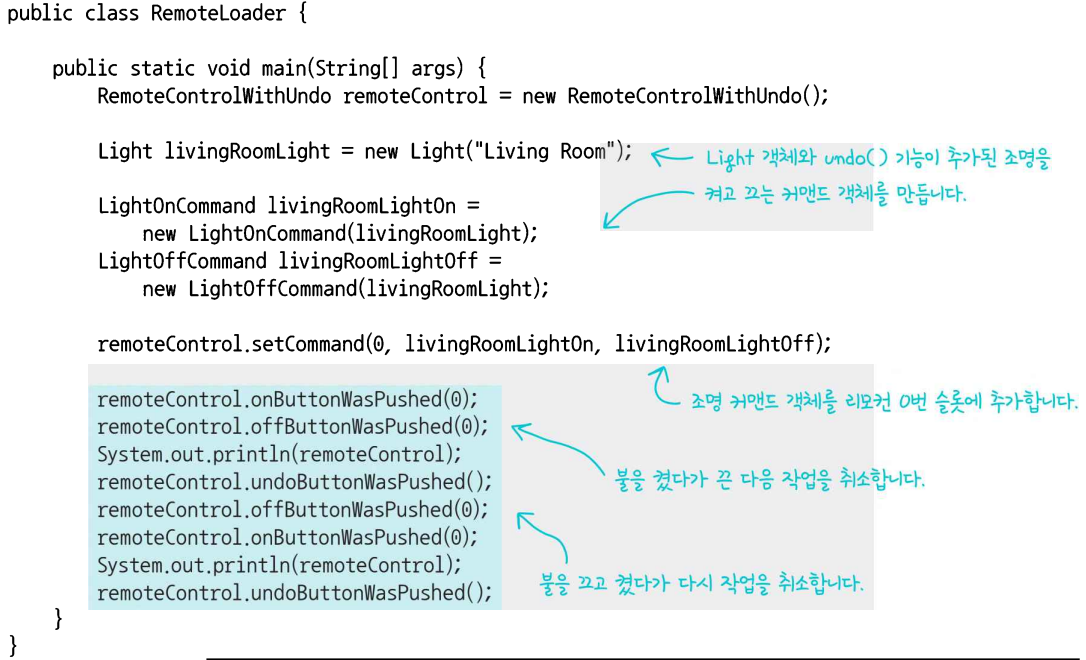 public class RemoteLoader {
public static void main(String[] args) {
RemoteControlWithUndo remoteControl = new RemoteControlWithUndo();
Light livingRoomLight = new Light("Living Room");
Light 객체와 undo() 기능이 추가된 조명을
켜고 끄는 커맨드 객체를 만듭니다.
LightOnCommand livingRoomLightOn =
new LightOnCommand(livingRoomLight);
LightOffCommand livingRoomLightOff =
new LightOffCommand(livingRoomLight);
remoteControl.setCommand(0, livingRoomLightOn, livingRoomLightOff);
조명 커맨드 객체를 리모컨 0번 슬롯에 추가합니다.
remoteControl.onButtonWasPushed(0);
remoteControl.offButtonWasPushed(0);
System.out.println(remoteControl);
remoteControl.undoButtonWasPushed();
불을 켰다가 끈 다음 작업을 취소합니다.
remoteControl.offButtonWasPushed(0);
remoteControl.onButtonWasPushed(0);
System.out.println(remoteControl);
remoteControl.undoButtonWasPushed();
불을 끄고 켰다가 다시 작업을 취소합니다.
}
}